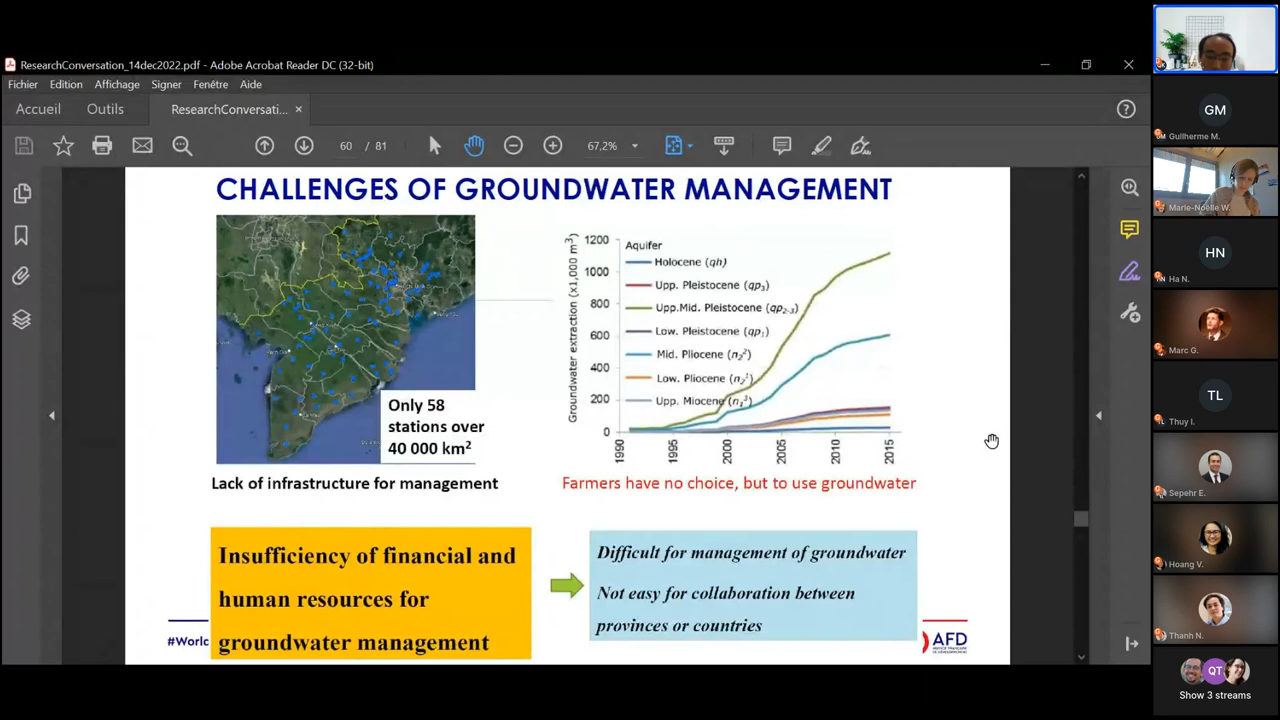 ResearchConversation_14dec2022.pdf - Adobe Acrobat Reader DC (32-bit)
Fichier Edition Affichage Signer Fenêtre Aide
Accueil Outils ResearchConversati... ×
60 / 81 67,2%
CHALLENGES OF GROUNDWATER MANAGEMENT
Only 58
stations over
40 000 km²
Lack of infrastructure for management
Groundwater extraction (x1,000 m³)
1200
1000
800
600
400
200
0
Aquifer
Holocene (qh)
Upp. Pleistocene (qp₃)
Upp.Mid. Pleistocene (qp₂₋₃)
Low. Pleistocene (qp₁)
Mid. Pliocene (n₂²)
Low. Pliocene (n₂¹)
Upp. Miocene (n₁³)
1990 1995 2000 2005 2010 2015
Farmers have no choice, but to use groundwater
Insufficiency of financial and
human resources for
groundwater management
Difficult for management of groundwater
Not easy for collaboration between
provinces or countries
#Worl
AFD
AGENCE FRANÇAISE
DE DÉVELOPPEMENT
GM
Guilherme M.
Marie-Noëlle W.
HN
Ha N.
Marc G.
TL
Thuy l.
Sepehr E.
Hoang V.
Thanh N.
QT
Show 3 streams